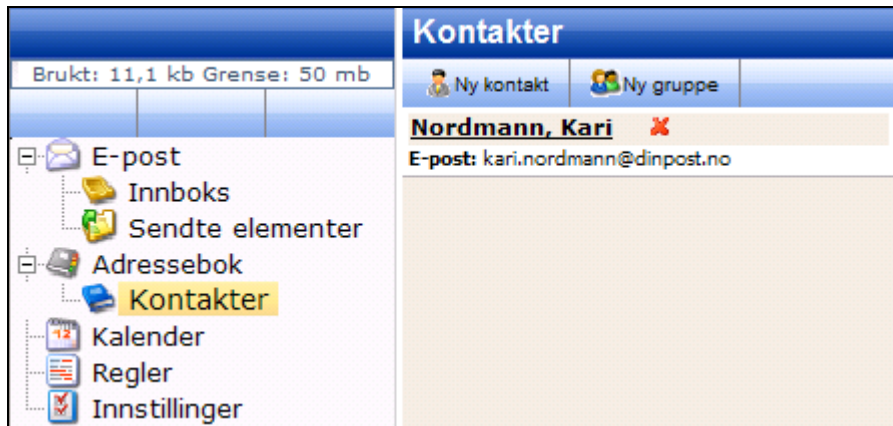 Brukt: 11,1 kb Grense: 50 mb
E-post
Innboks
Sendte elementer
Adressebok
Kontakter
12
Kalender
Regler
Innstillinger
Kontakter
Ny kontakt Ny gruppe
Nordmann, Kari
E-post: kari.nordmann@dinpost.no